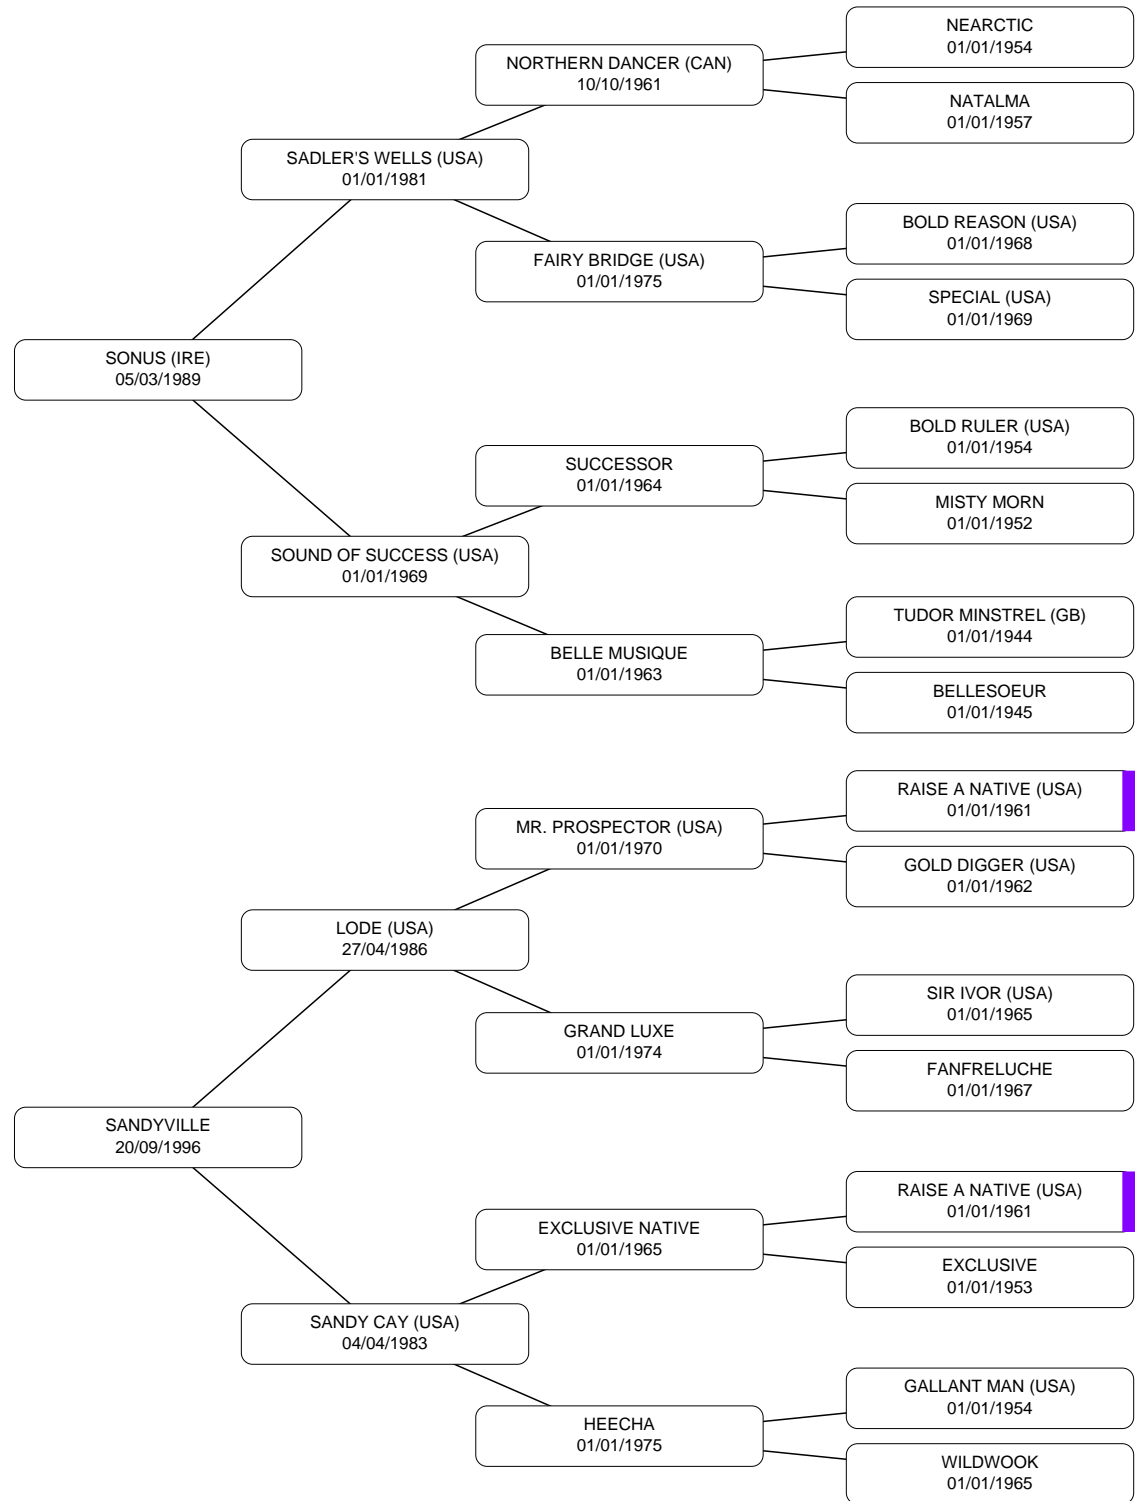 NEARCTIC
01/01/1954
NORTHERN DANCER (CAN)
10/10/1961
NATALMA
01/01/1957
SADLER'S WELLS (USA)
01/01/1981
BOLD REASON (USA)
01/01/1968
FAIRY BRIDGE (USA)
01/01/1975
SPECIAL (USA)
01/01/1969
SONUS (IRE)
05/03/1989
BOLD RULER (USA)
01/01/1954
SUCCESSOR
01/01/1964
MISTY MORN
01/01/1952
SOUND OF SUCCESS (USA)
01/01/1969
TUDOR MINSTREL (GB)
01/01/1944
BELLE MUSIQUE
01/01/1963
BELLESOEUR
01/01/1945
RAISE A NATIVE (USA)
01/01/1961
MR. PROSPECTOR (USA)
01/01/1970
GOLD DIGGER (USA)
01/01/1962
LODE (USA)
27/04/1986
SIR IVOR (USA)
01/01/1965
GRAND LUXE
01/01/1974
FANFRELUCHE
01/01/1967
SANDYVILLE
20/09/1996
RAISE A NATIVE (USA)
01/01/1961
EXCLUSIVE NATIVE
01/01/1965
EXCLUSIVE
01/01/1953
SANDY CAY (USA)
04/04/1983
GALLANT MAN (USA)
01/01/1954
HEECHA
01/01/1975
WILDWOOK
01/01/1965